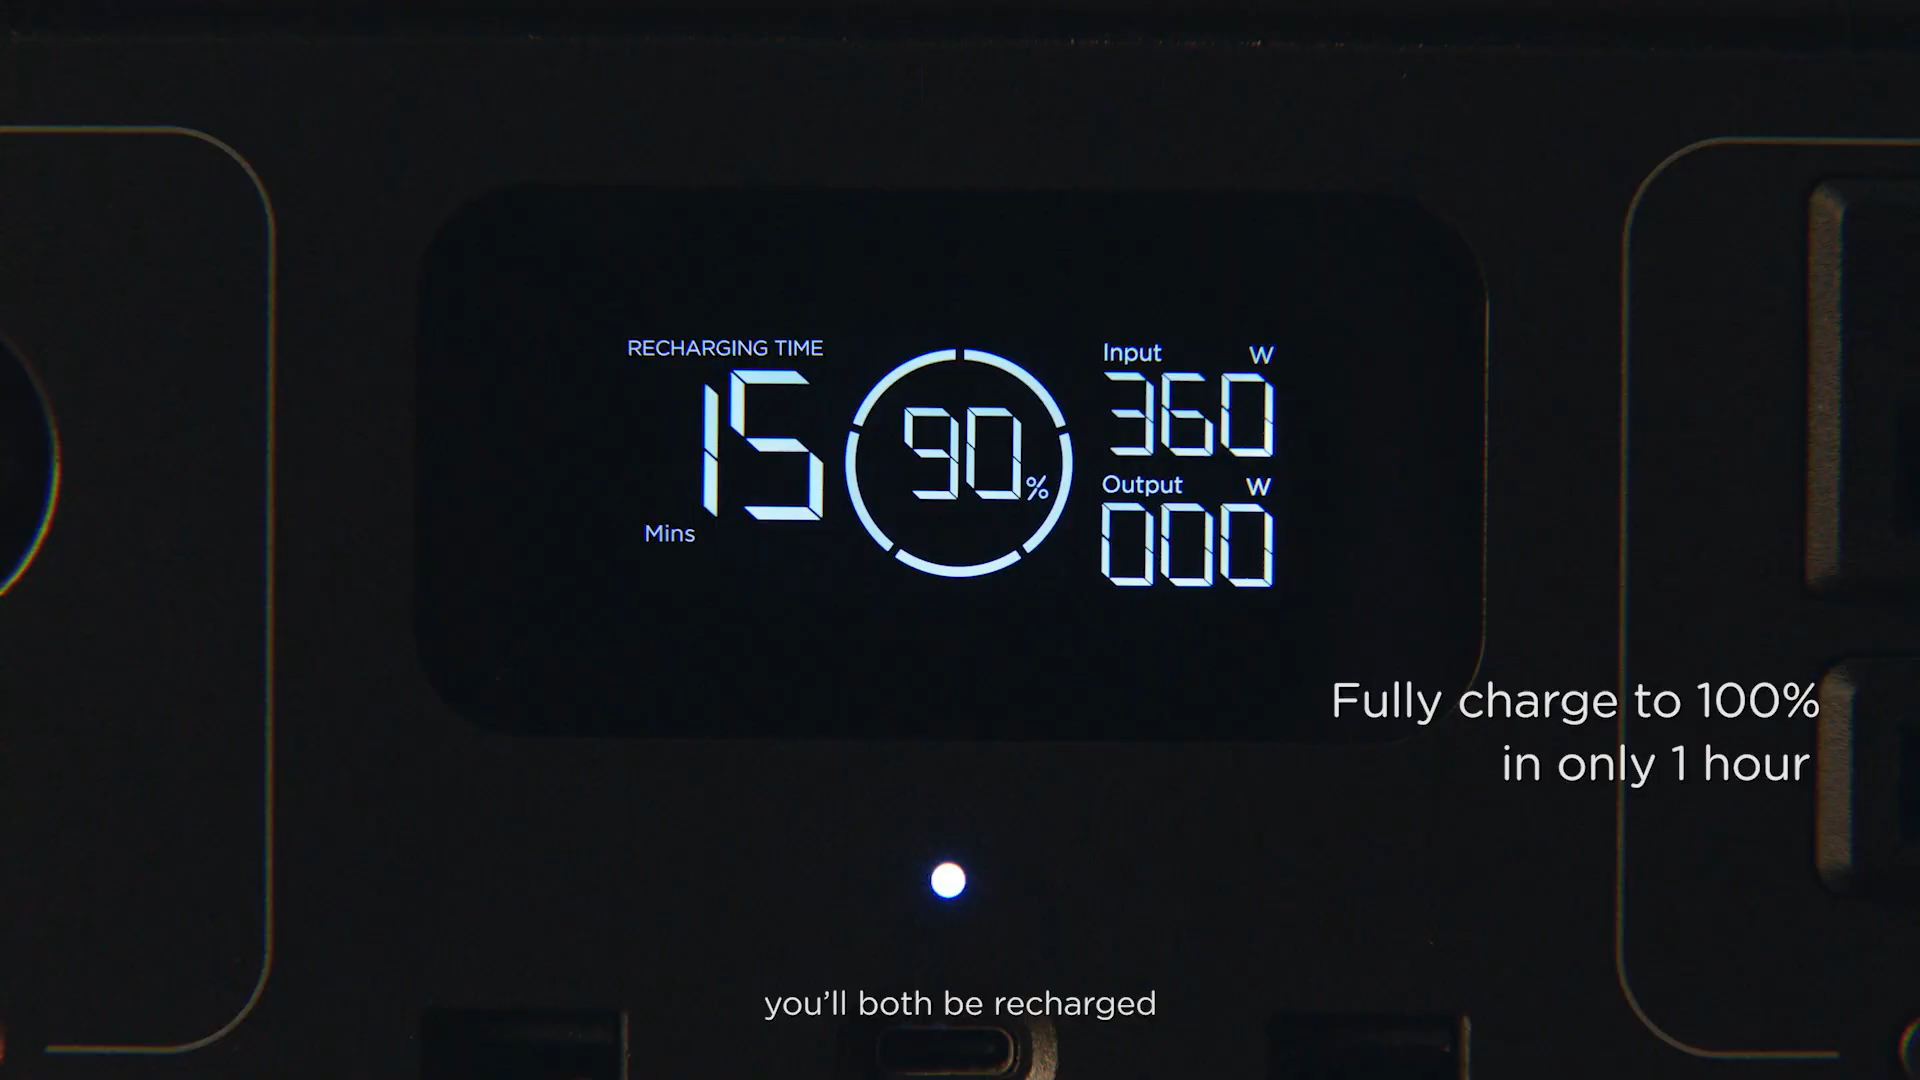 RECHARGING TIME
15
Mins
90%
Input W
360
Output W
000
Fully charge to 100%
in only 1 hour
you'll both be recharged